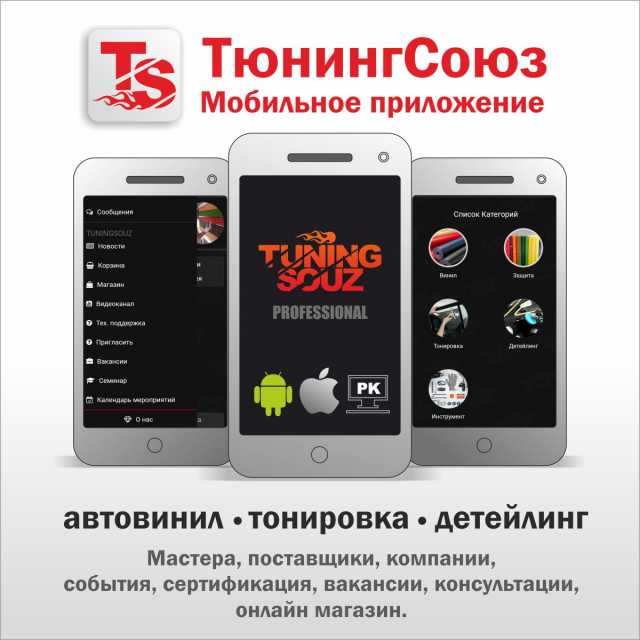 TS
ТюнингСоюз
Мобильное приложение
Сообщения
TUNINGSOUZ
Новости
Корзина
Магазин
Видеоканал
Тех. поддержка
Пригласить
Вакансии
Семинар
Календарь мероприятий
О нас
TUNING
SOUZ
PROFESSIONAL
PK
Список Категорий
Винил
Защита
Тонировка
Детейлинг
Инструмент
автовинил • тонировка • детейлинг
Мастера, поставщики, компании,
события, сертификация, вакансии, консультации,
онлайн магазин.